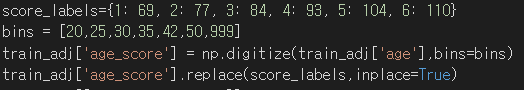 score_labels={1: 69, 2: 77, 3: 84, 4: 93, 5: 104, 6: 110}
bins = [20,25,30,35,42,50,999]
train_adj['age_score'] = np.digitize(train_adj['age'],bins=bins)
train_adj['age_score'].replace(score_labels,inplace=True)